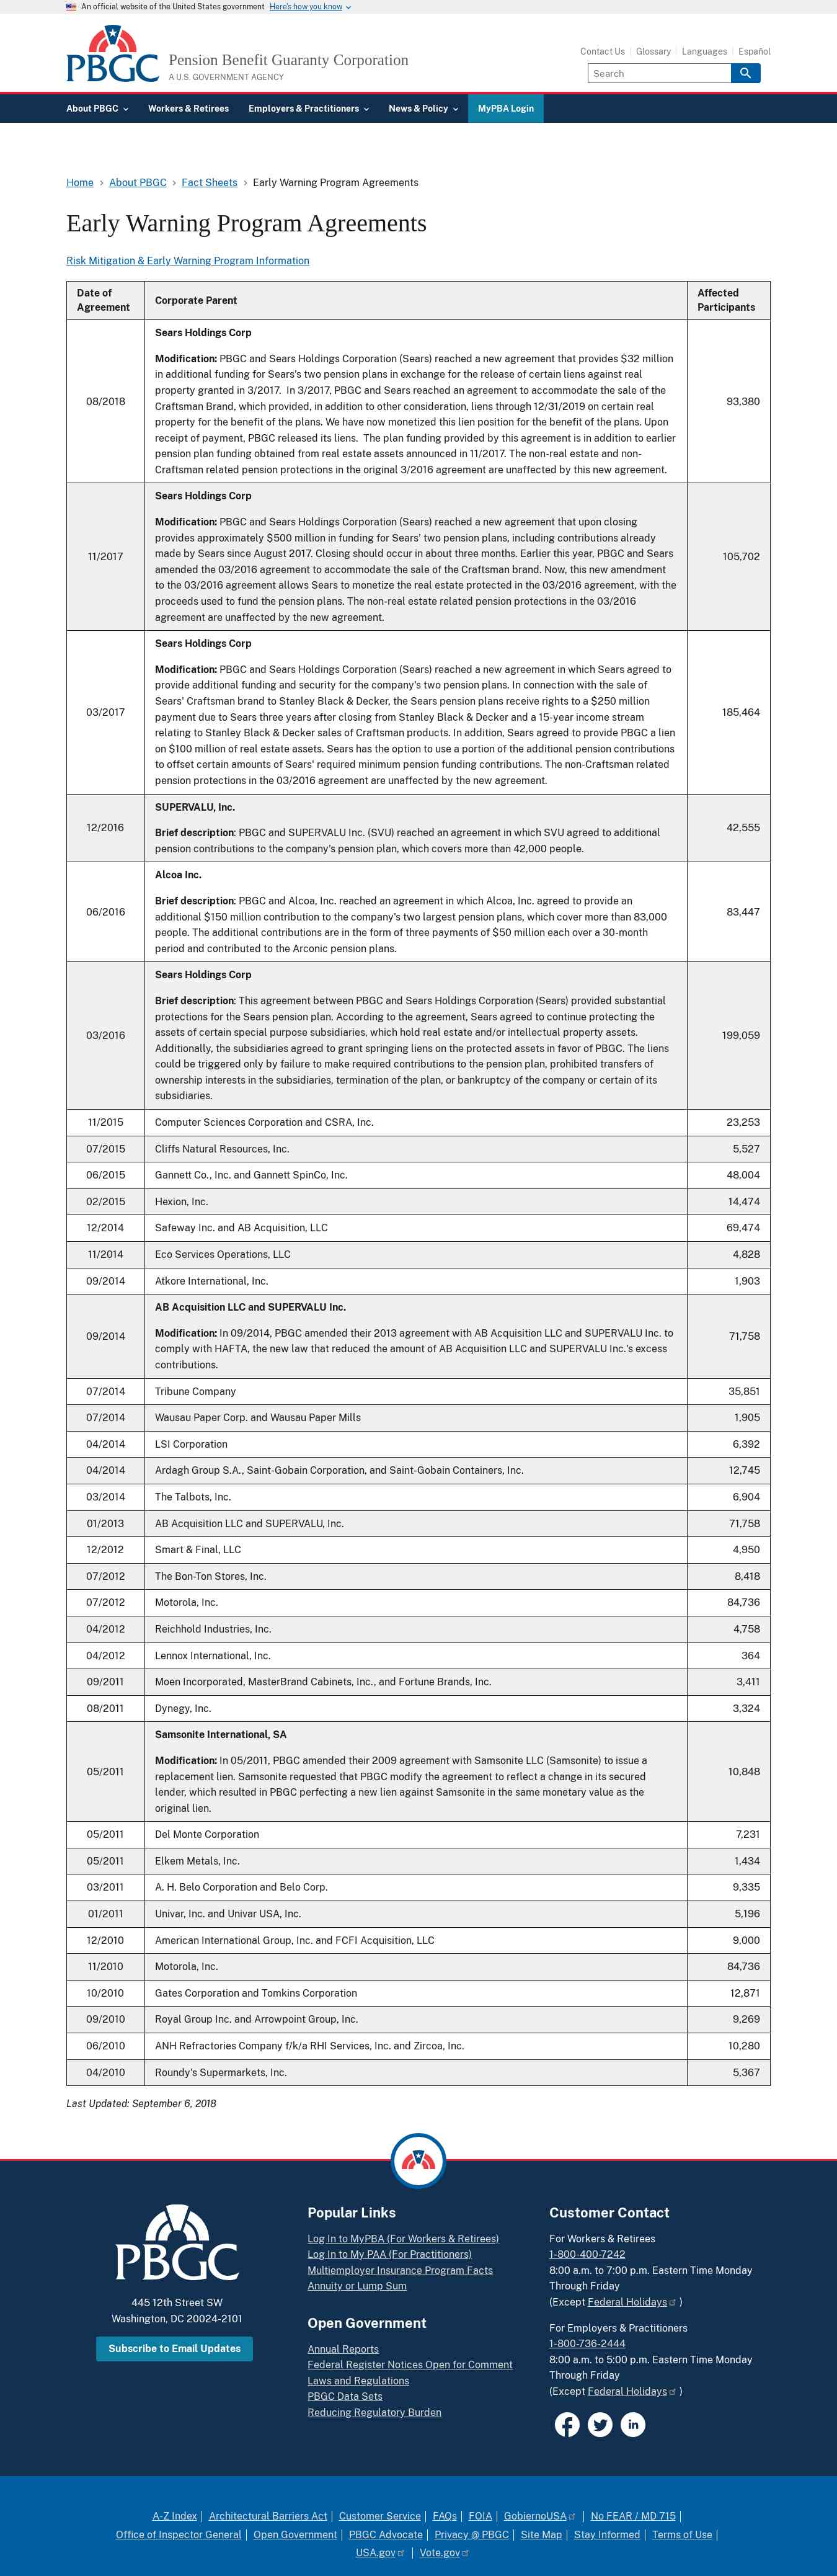 An official website of the United States government Here's how you know
PBGC
Pension Benefit Guaranty Corporation
A U.S. GOVERNMENT AGENCY
Contact Us
Glossary
Languages
Español
Search
About PBGC
Workers & Retirees
Employers & Practitioners
News & Policy
MyPBA Login
Home > About PBGC > Fact Sheets > Early Warning Program Agreements
Early Warning Program Agreements
Risk Mitigation & Early Warning Program Information
Date of
Agreement
Corporate Parent
Affected
Participants
08/2018
Sears Holdings Corp
Modification: PBGC and Sears Holdings Corporation (Sears) reached a new agreement that provides $32 million
in additional funding for Sears's two pension plans in exchange for the release of certain liens against real
property granted in 3/2017.  In 3/2017, PBGC and Sears reached an agreement to accommodate the sale of the
Craftsman Brand, which provided, in addition to other consideration, liens through 12/31/2019 on certain real
property for the benefit of the plans. We have now monetized this lien position for the benefit of the plans. Upon
receipt of payment, PBGC released its liens.  The plan funding provided by this agreement is in addition to earlier
pension plan funding obtained from real estate assets announced in 11/2017. The non-real estate and non-
Craftsman related pension protections in the original 3/2016 agreement are unaffected by this new agreement.
93,380
11/2017
Sears Holdings Corp
Modification: PBGC and Sears Holdings Corporation (Sears) reached a new agreement that upon closing
provides approximately $500 million in funding for Sears' two pension plans, including contributions already
made by Sears since August 2017. Closing should occur in about three months. Earlier this year, PBGC and Sears
amended the 03/2016 agreement to accommodate the sale of the Craftsman brand. Now, this new amendment
to the 03/2016 agreement allows Sears to monetize the real estate protected in the 03/2016 agreement, with the
proceeds used to fund the pension plans. The non-real estate related pension protections in the 03/2016
agreement are unaffected by the new agreement.
105,702
03/2017
Sears Holdings Corp
Modification: PBGC and Sears Holdings Corporation (Sears) reached a new agreement in which Sears agreed to
provide additional funding and security for the company's two pension plans. In connection with the sale of
Sears' Craftsman brand to Stanley Black & Decker, the Sears pension plans receive rights to a $250 million
payment due to Sears three years after closing from Stanley Black & Decker and a 15-year income stream
relating to Stanley Black & Decker sales of Craftsman products. In addition, Sears agreed to provide PBGC a lien
on $100 million of real estate assets. Sears has the option to use a portion of the additional pension contributions
to offset certain amounts of Sears' required minimum pension funding contributions. The non-Craftsman related
pension protections in the 03/2016 agreement are unaffected by the new agreement.
185,464
12/2016
SUPERVALU, Inc.
Brief description: PBGC and SUPERVALU Inc. (SVU) reached an agreement in which SVU agreed to additional
pension contributions to the company's pension plan, which covers more than 42,000 people.
42,555
06/2016
Alcoa Inc.
Brief description: PBGC and Alcoa, Inc. reached an agreement in which Alcoa, Inc. agreed to provide an
additional $150 million contribution to the company's two largest pension plans, which cover more than 83,000
people. The additional contributions are in the form of three payments of $50 million each over a 30-month
period and contributed to the Arconic pension plans.
83,447
03/2016
Sears Holdings Corp
Brief description: This agreement between PBGC and Sears Holdings Corporation (Sears) provided substantial
protections for the Sears pension plan. According to the agreement, Sears agreed to continue protecting the
assets of certain special purpose subsidiaries, which hold real estate and/or intellectual property assets.
Additionally, the subsidiaries agreed to grant springing liens on the protected assets in favor of PBGC. The liens
could be triggered only by failure to make required contributions to the pension plan, prohibited transfers of
ownership interests in the subsidiaries, termination of the plan, or bankruptcy of the company or certain of its
subsidiaries.
199,059
11/2015 Computer Sciences Corporation and CSRA, Inc. 23,253
07/2015 Cliffs Natural Resources, Inc. 5,527
06/2015 Gannett Co., Inc. and Gannett SpinCo, Inc. 48,004
02/2015 Hexion, Inc. 14,474
12/2014 Safeway Inc. and AB Acquisition, LLC 69,474
11/2014 Eco Services Operations, LLC 4,828
09/2014 Atkore International, Inc. 1,903
09/2014
AB Acquisition LLC and SUPERVALU Inc.
Modification: In 09/2014, PBGC amended their 2013 agreement with AB Acquisition LLC and SUPERVALU Inc. to
comply with HAFTA, the new law that reduced the amount of AB Acquisition LLC and SUPERVALU Inc.'s excess
contributions.
71,758
07/2014 Tribune Company 35,851
07/2014 Wausau Paper Corp. and Wausau Paper Mills 1,905
04/2014 LSI Corporation 6,392
04/2014 Ardagh Group S.A., Saint-Gobain Corporation, and Saint-Gobain Containers, Inc. 12,745
03/2014 The Talbots, Inc. 6,904
01/2013 AB Acquisition LLC and SUPERVALU, Inc. 71,758
12/2012 Smart & Final, LLC 4,950
07/2012 The Bon-Ton Stores, Inc. 8,418
07/2012 Motorola, Inc. 84,736
04/2012 Reichhold Industries, Inc. 4,758
04/2012 Lennox International, Inc. 364
09/2011 Moen Incorporated, MasterBrand Cabinets, Inc., and Fortune Brands, Inc. 3,411
08/2011 Dynegy, Inc. 3,324
05/2011
Samsonite International, SA
Modification: In 05/2011, PBGC amended their 2009 agreement with Samsonite LLC (Samsonite) to issue a
replacement lien. Samsonite requested that PBGC modify the agreement to reflect a change in its secured
lender, which resulted in PBGC perfecting a new lien against Samsonite in the same monetary value as the
original lien.
10,848
05/2011 Del Monte Corporation 7,231
05/2011 Elkem Metals, Inc. 1,434
03/2011 A. H. Belo Corporation and Belo Corp. 9,335
01/2011 Univar, Inc. and Univar USA, Inc. 5,196
12/2010 American International Group, Inc. and FCFI Acquisition, LLC 9,000
11/2010 Motorola, Inc. 84,736
10/2010 Gates Corporation and Tomkins Corporation 12,871
09/2010 Royal Group Inc. and Arrowpoint Group, Inc. 9,269
06/2010 ANH Refractories Company f/k/a RHI Services, Inc. and Zircoa, Inc. 10,280
04/2010 Roundy's Supermarkets, Inc. 5,367
Last Updated: September 6, 2018
PBGC
445 12th Street SW
Washington, DC 20024-2101
Subscribe to Email Updates
Popular Links
Log In to MyPBA (For Workers & Retirees)
Log In to My PAA (For Practitioners)
Multiemployer Insurance Program Facts
Annuity or Lump Sum
Open Government
Annual Reports
Federal Register Notices Open for Comment
Laws and Regulations
PBGC Data Sets
Reducing Regulatory Burden
Customer Contact
For Workers & Retirees
1-800-400-7242
8:00 a.m. to 7:00 p.m. Eastern Time Monday
Through Friday
(Except Federal Holidays )
For Employers & Practitioners
1-800-736-2444
8:00 a.m. to 5:00 p.m. Eastern Time Monday
Through Friday
(Except Federal Holidays )
in
A-Z Index | Architectural Barriers Act | Customer Service | FAQs | FOIA | GobiernoUSA | No FEAR / MD 715 |
Office of Inspector General | Open Government | PBGC Advocate | Privacy @ PBGC | Site Map | Stay Informed | Terms of Use |
USA.gov | Vote.gov